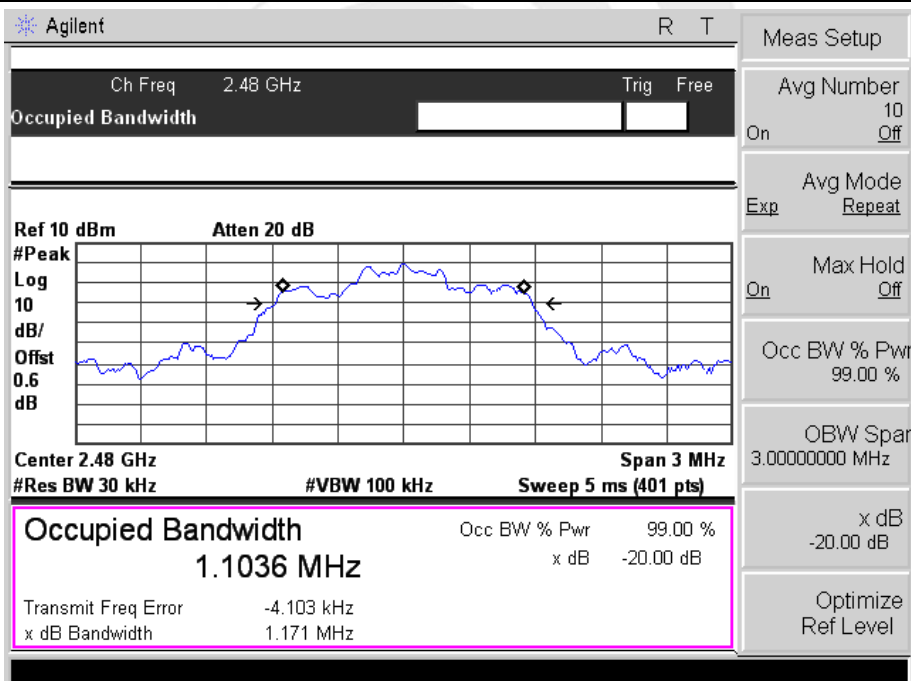 Agilent R T
Meas Setup
Ch Freq 2.48 GHz Trig Free
Occupied Bandwidth
Avg Number
10
On Off
Avg Mode
Exp Repeat
Max Hold
On Off
Occ BW % Pwr
99.00 %
OBW Span
3.00000000 MHz
x dB
-20.00 dB
Optimize
Ref Level
Ref 10 dBm Atten 20 dB
#Peak
Log
10
dB/
Offst
0.6
dB
Center 2.48 GHz Span 3 MHz
#Res BW 30 kHz #VBW 100 kHz Sweep 5 ms (401 pts)
Occupied Bandwidth
1.1036 MHz
Occ BW % Pwr 99.00 %
x dB -20.00 dB
Transmit Freq Error -4.103 kHz
x dB Bandwidth 1.171 MHz